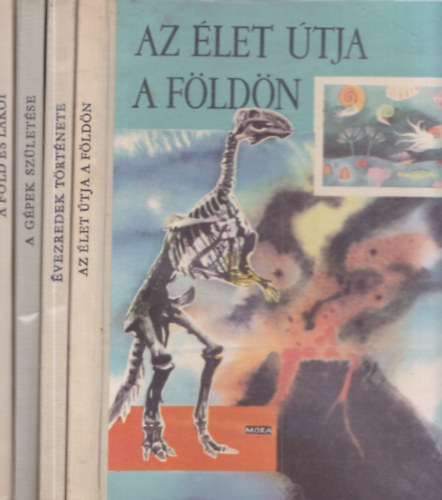 A FÖLD ÉS LAKÓI
A GÉPEK SZÜLETÉSE
ÉVEZREDEK TÖRTÉNETE
AZ ÉLET ÚTJA A FÖLDÖN
AZ ÉLET ÚTJA
A FÖLDÖN
MÓRA